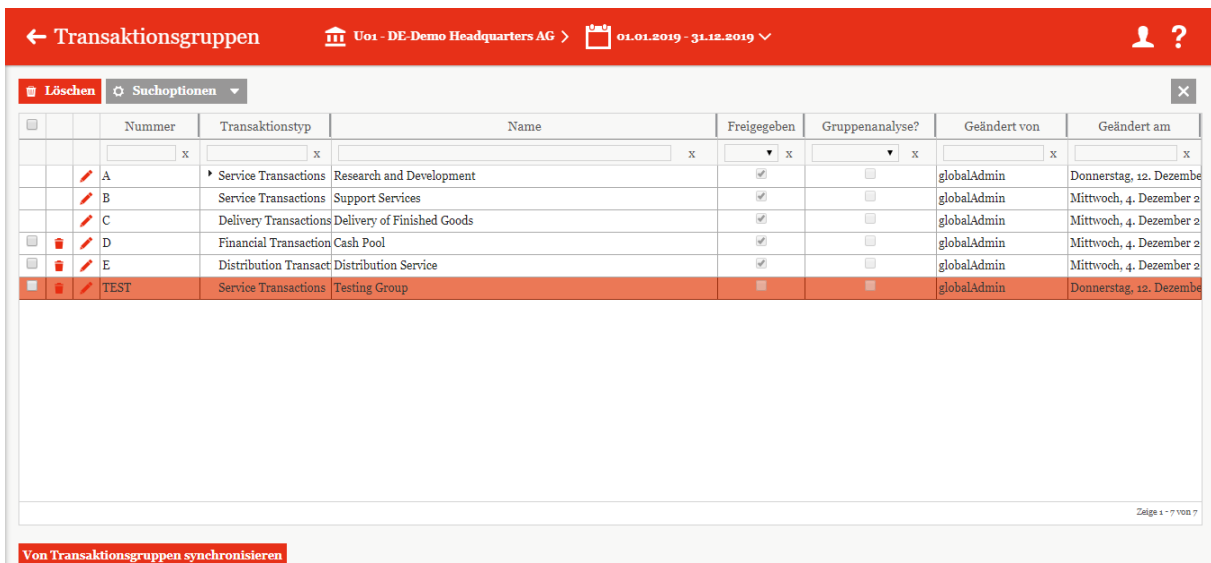 Transaktionsgruppen U01 - DE-Demo Headquarters AG > 01.01.2019 - 31.12.2019 ?
Löschen Suchoptionen
Nummer Transaktionstyp Name Freigegeben Gruppenanalyse? Geändert von Geändert am
x x x x x x x
A Service Transactions Research and Development globalAdmin Donnerstag, 12. Dezembe
B Service Transactions Support Services globalAdmin Mittwoch, 4. Dezember 2
C Delivery Transactions Delivery of Finished Goods globalAdmin Mittwoch, 4. Dezember 2
D Financial Transaction Cash Pool globalAdmin Mittwoch, 4. Dezember 2
E Distribution Transact Distribution Service globalAdmin Mittwoch, 4. Dezember 2
TEST Service Transactions Testing Group globalAdmin Donnerstag, 12. Dezembe
Zeige 1 - 7 von 7
Von Transaktionsgruppen synchronisieren